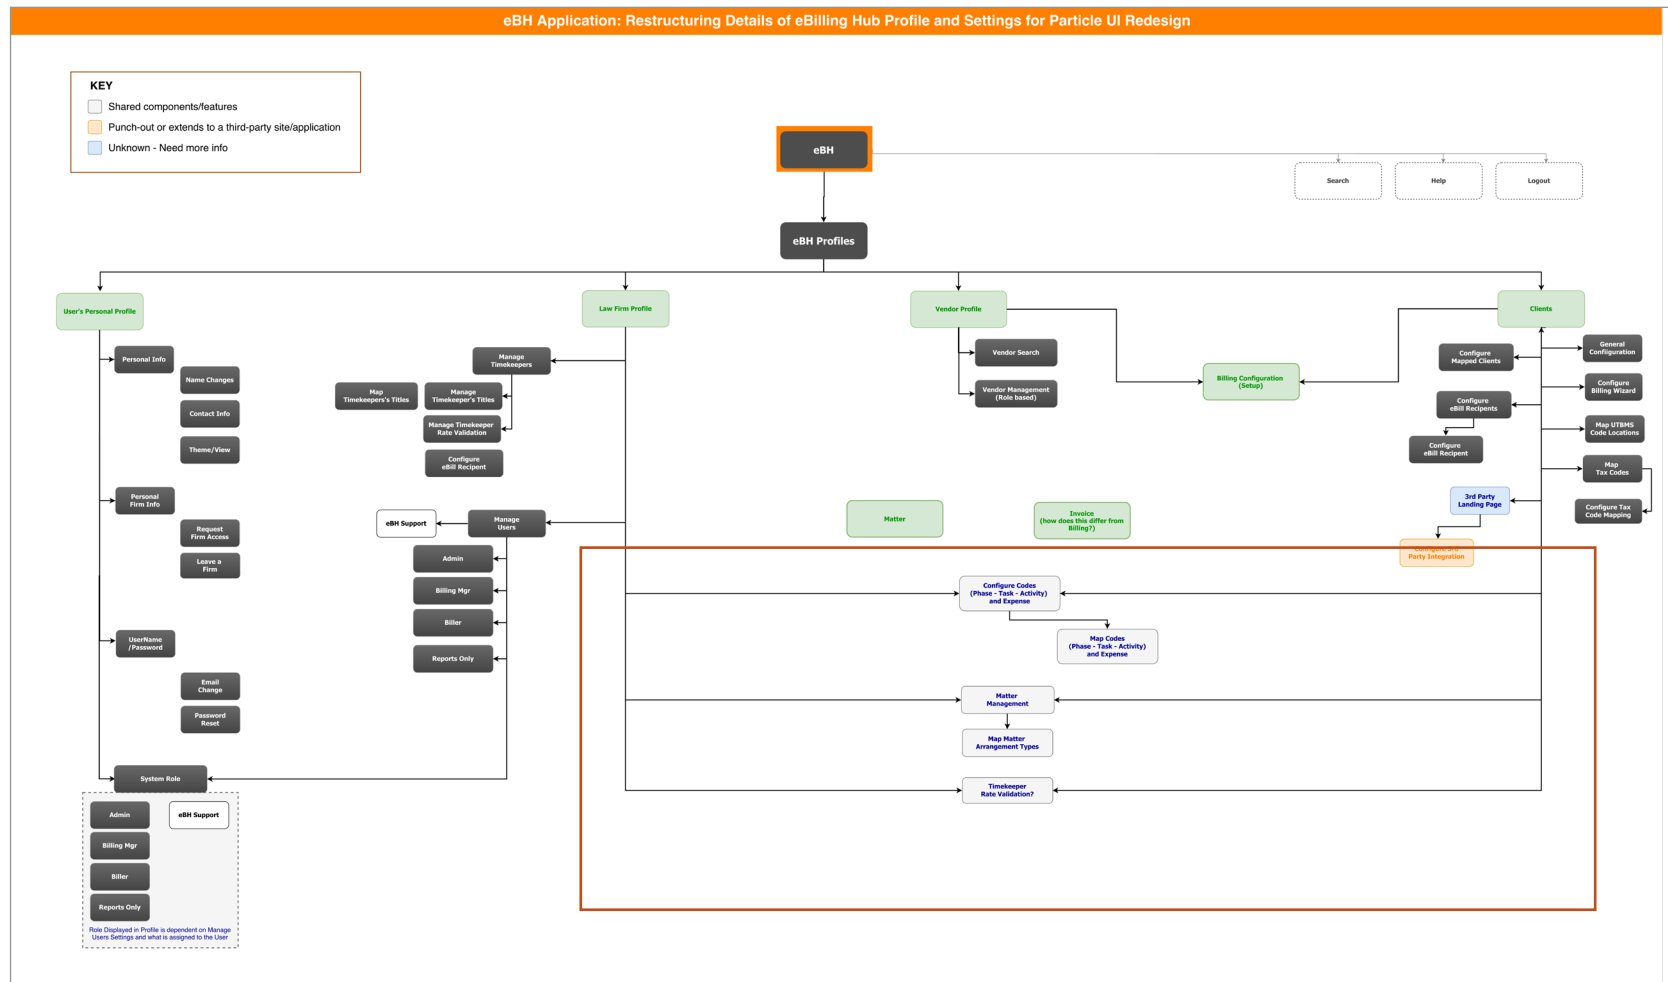 eBH Application: Restructuring Details of eBilling Hub Profile and Settings for Particle UI Redesign
KEY
Shared components/features
Punch-out or extends to a third-party site/application
Unknown - Need more info
eBH
Search
Help
Logout
eBH Profiles
User's Personal Profile
Law Firm Profile
Vendor Profile
Clients
Personal Info
Name Changes
Contact Info
Theme/View
Personal
Firm Info
Request
Firm Access
Leave a
Firm
UserName
/Password
Email
Change
Password
Reset
System Role
Admin
eBH Support
Billing Mgr
Biller
Reports Only
Role Displayed in Profile is dependent on Manage
Users Settings and what is assigned to the User
Manage
Timekeepers
Map
Timekeepers's Titles
Manage
Timekeeper's Titles
Manage Timekeeper
Rate Validation
Configure
eBill Recipent
eBH Support
Manage
Users
Admin
Billing Mgr
Biller
Reports Only
Vendor Search
Vendor Management
(Role based)
Billing Configuration
(Setup)
Matter
Invoice
(how does this differ from
Billing?)
Configure
Mapped Clients
General
Confiiguration
Configure
Billing Wizard
Configure
eBill Recipents
Map UTBMS
Code Locations
Configure
eBill Recipent
Map
Tax Codes
3rd Party
Landing Page
Configure Tax
Code Mapping
Configure 3rd
Party Integration
Configure Codes
(Phase - Task - Activity)
and Expense
Map Codes
(Phase - Task - Activity)
and Expense
Matter
Management
Map Matter
Arrangement Types
Timekeeper
Rate Validation?